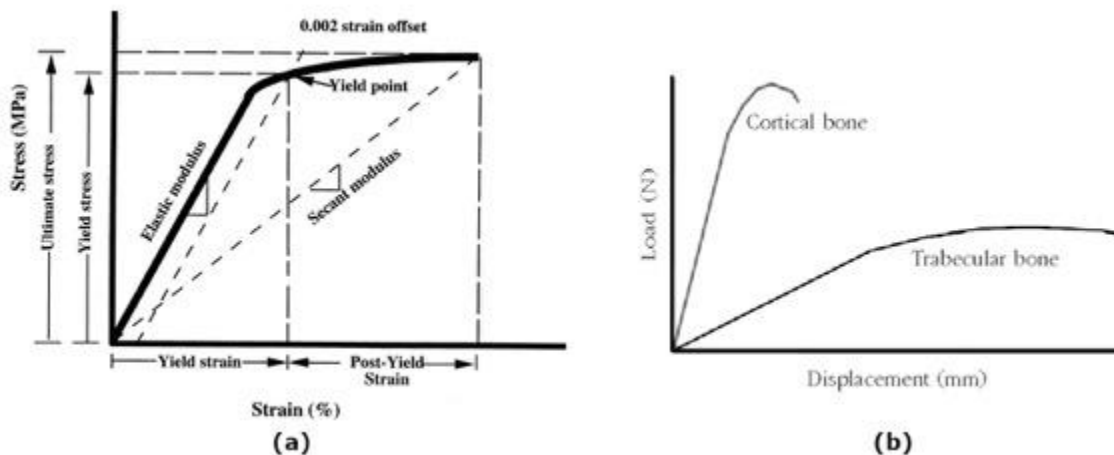 0.002 strain offset
Yield point
Stress (MPa)
Ultimate stress
Yield stress
Elastic modulus
Secant modulus
Yield strain
Post-Yield
Strain
Strain (%)
(a)
Load (N)
Cortical bone
Trabecular bone
Displacement (mm)
(b)